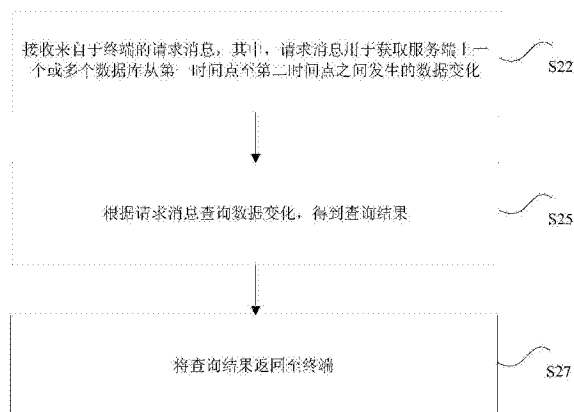 接收来自于终端的请求消息，其中，请求消息用于获取服务端上一
个或多个数据库从第一时间点至第二时间点之间发生的数据变化
S22
根据请求消息查询数据变化，得到查询结果
S25
将查询结果返回至终端
S27